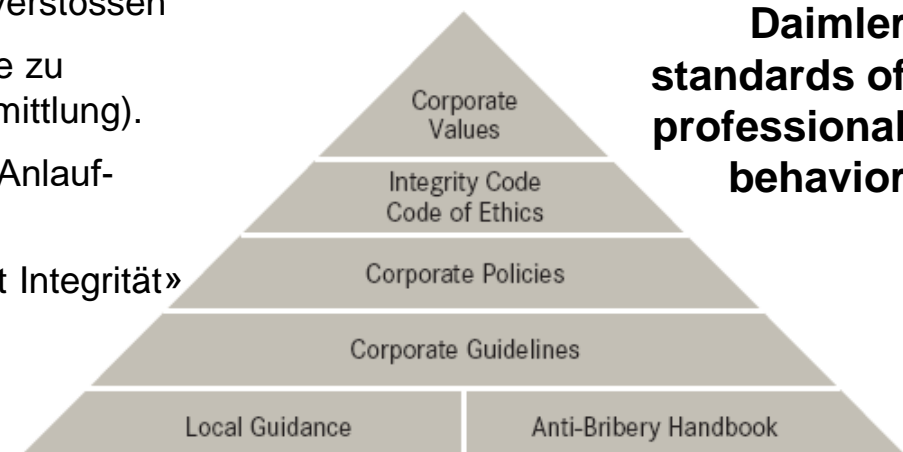 verstossen
e zu
mittlung).
Anlauf-
t Integrität»
Daimler
standards of
professional
behavior
Corporate
Values
Integrity Code
Code of Ethics
Corporate Policies
Corporate Guidelines
Local Guidance
Anti-Bribery Handbook